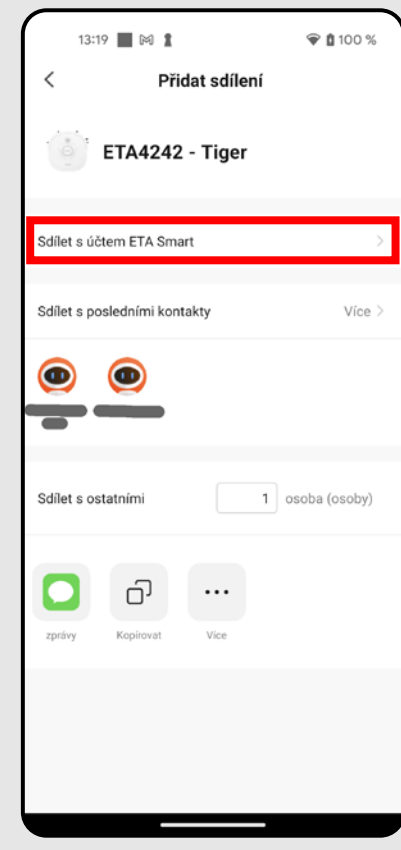 13:19
100 %
Přidat sdílení
ETA4242 - Tiger
Sdílet s účtem ETA Smart
Sdílet s posledními kontakty
Více
Sdílet s ostatními
1 osoba (osoby)
zprávy
Kopírovat
Více